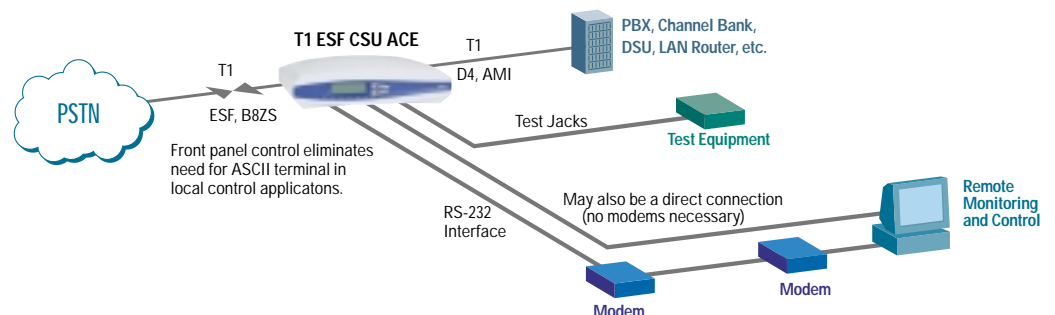 T1 ESF CSU ACE
PBX, Channel Bank,
DSU, LAN Router, etc.
T1
D4, AMI
T1
ESF, B8ZS
PSTN
Test Jacks
Test Equipment
Front panel control eliminates
need for ASCII terminal in
local control applicatons.
RS-232
Interface
May also be a direct connection
(no modems necessary)
Remote
Monitoring
and Control
Modem
Modem